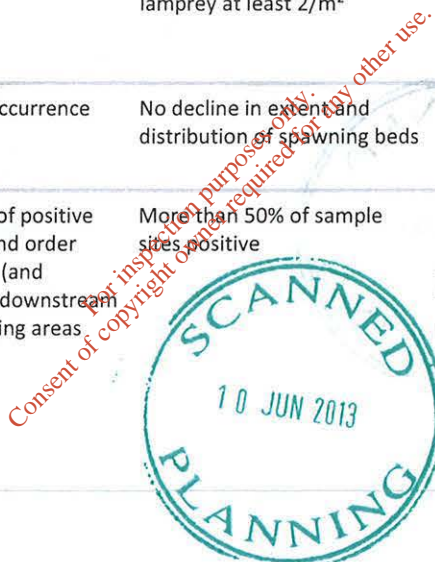 lamprey at least 2/m²
ccurrence
No decline in extent and
distribution of spawning beds
of positive
nd order
(and
downstream
ing areas
More than 50% of sample
sites positive
For inspection purposes only.
Consent of copyright owner required for any other use.
SCANNED
10 JUN 2013
PLANNING